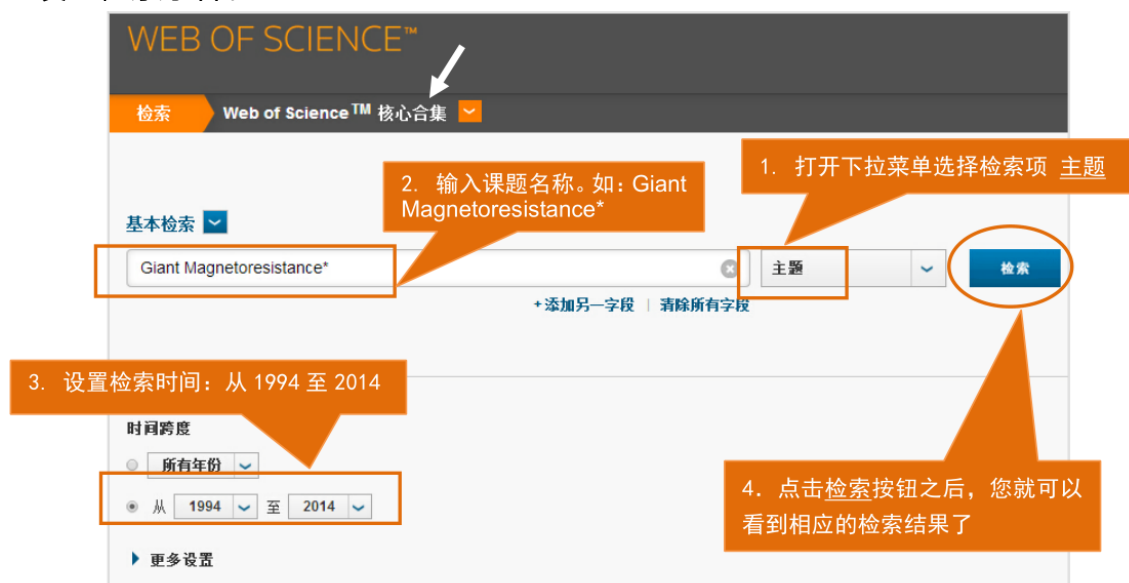 WEB OF SCIENCE™
检索 Web of Science™ 核心合集
1. 打开下拉菜单选择检索项 主题
2. 输入课题名称。如：Giant
Magnetoresistance*
基本检索
Giant Magnetoresistance* 主题 检索
+添加另一字段 | 清除所有字段
3. 设置检索时间：从 1994 至 2014
时间跨度
所有年份
从 1994 至 2014
4. 点击检索按钮之后，您就可以
看到相应的检索结果了
更多设置